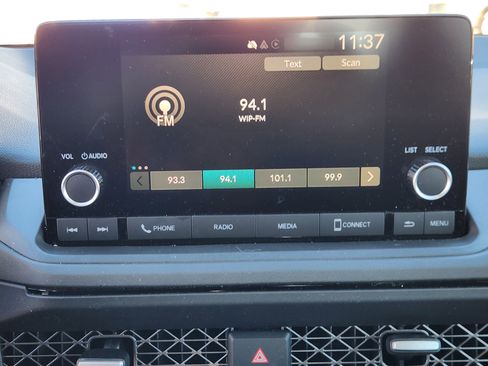 11:37
Text Scan
FM
94.1
WIP-FM
VOL AUDIO
LIST SELECT
93.3 94.1 101.1 99.9
PHONE RADIO MEDIA CONNECT MENU